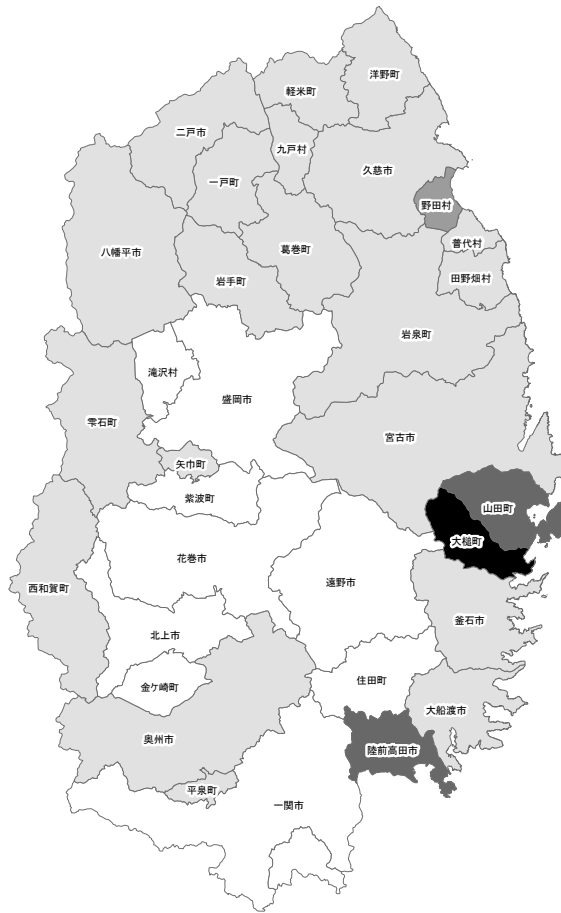 洋野町
軽米町
二戸市
九戸村
久慈市
一戸町
野田村
普代村
八幡平市
葛巻町
田野畑村
岩手町
岩泉町
滝沢村
盛岡市
雫石町
宮古市
矢巾町
紫波町
山田町
大槌町
花巻市
遠野市
西和賀町
釜石市
北上市
住田町
金ケ崎町
大船渡市
奥州市
陸前高田市
平泉町
一関市